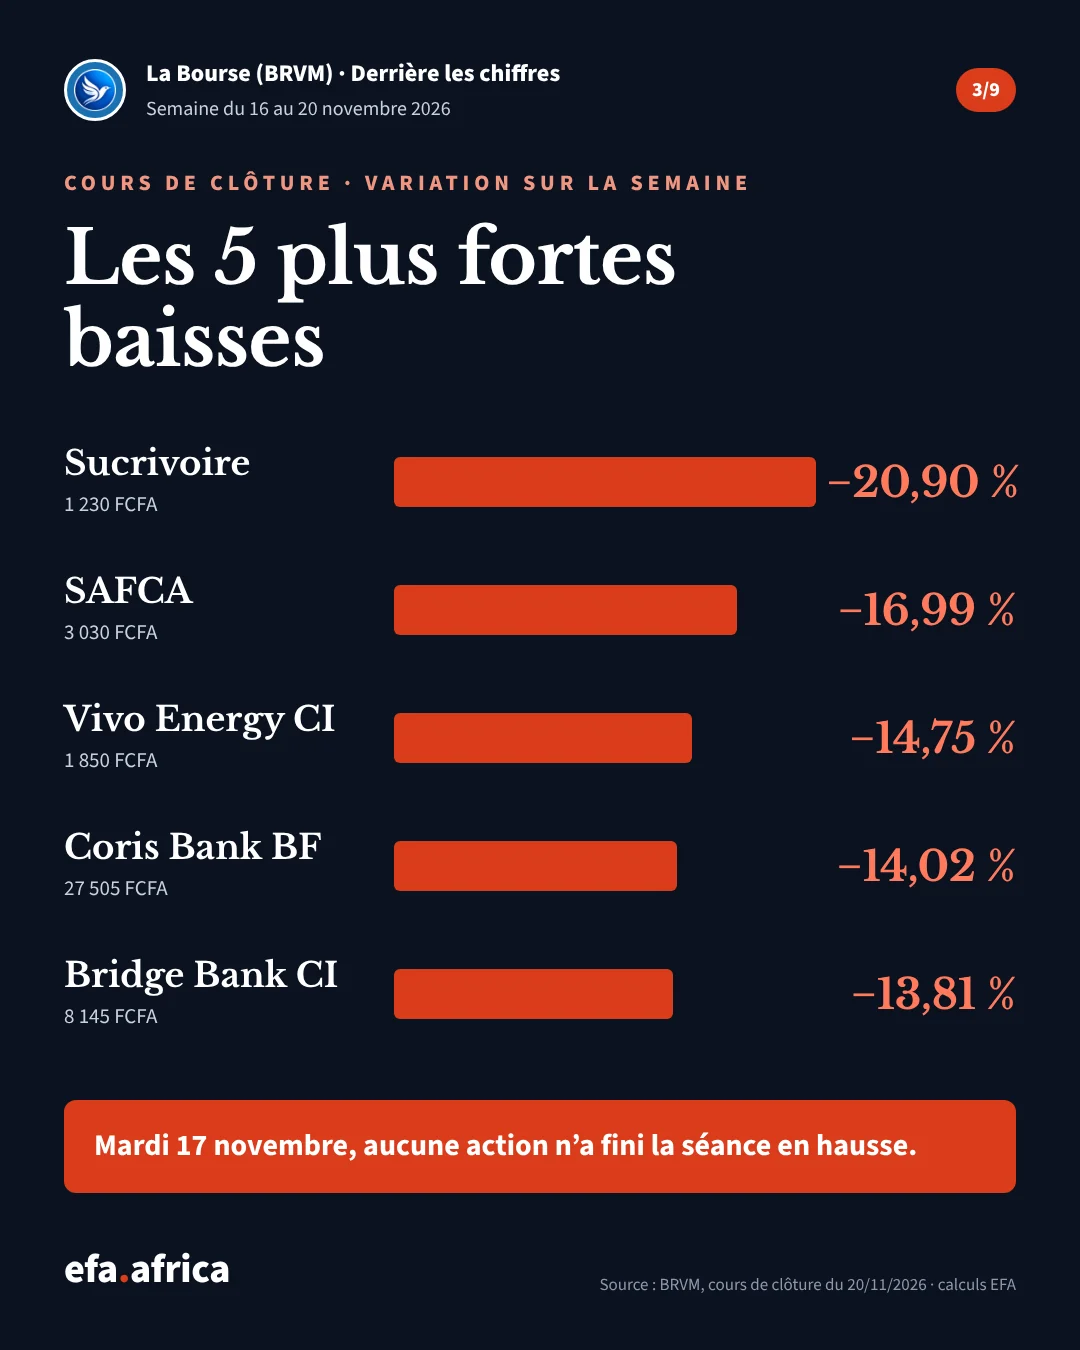 La Bourse (BRVM) · Derrière les chiffres
Semaine du 16 au 20 novembre 2026
3/9
COURS DE CLÔTURE · VARIATION SUR LA SEMAINE
Les 5 plus fortes
baisses
Sucrivoire
1 230 FCFA
−20,90 %
SAFCA
3 030 FCFA
−16,99 %
Vivo Energy CI
1 850 FCFA
−14,75 %
Coris Bank BF
27 505 FCFA
−14,02 %
Bridge Bank CI
8 145 FCFA
−13,81 %
Mardi 17 novembre, aucune action n’a fini la séance en hausse.
efa.africa
Source : BRVM, cours de clôture du 20/11/2026 · calculs EFA